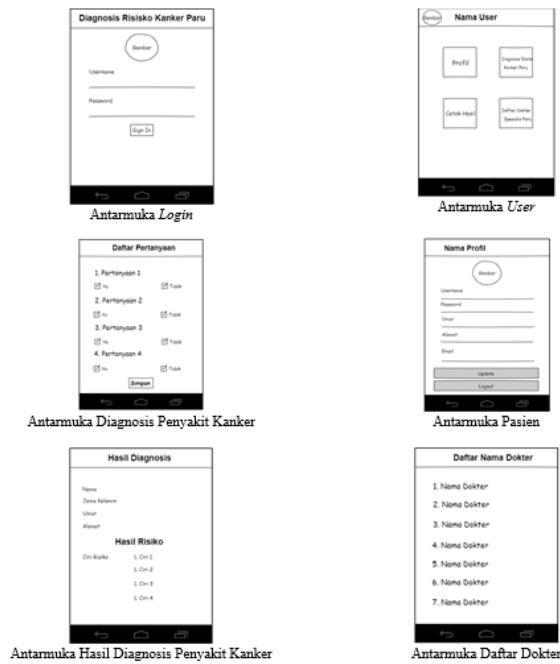 Diagnosis Risisko Kanker Paru
Gambar
Username
Password
Sign In
Antarmuka Login
Gambar
Nama User
Profil
Diagnosis Risiko
Kanker Paru
Cetak Hasil
Daftar Dokter
Spesialis Paru
Antarmuka User
Daftar Pertanyaan
1. Pertanyaan 1
Ya Tidak
2. Pertanyaan 2
Ya Tidak
3. Pertanyaan 3
Ya Tidak
4. Pertanyaan 4
Ya Tidak
Simpan
Antarmuka Diagnosis Penyakit Kanker
Nama Profil
Gambar
Username
Password
Umur
Alamat
Email
Update
Logout
Antarmuka Pasien
Hasil Diagnosis
Nama
Jenis Kelamin
Umur
Alamat
Hasil Risiko
Ciri Risiko 1. Ciri 1
1. Ciri 2
1. Ciri 3
1. Ciri 4
Antarmuka Hasil Diagnosis Penyakit Kanker
Daftar Nama Dokter
1. Nama Dokter
2. Nama Dokter
3. Nama Dokter
4. Nama Dokter
5. Nama Dokter
6. Nama Dokter
7. Nama Dokter
Antarmuka Daftar Dokter